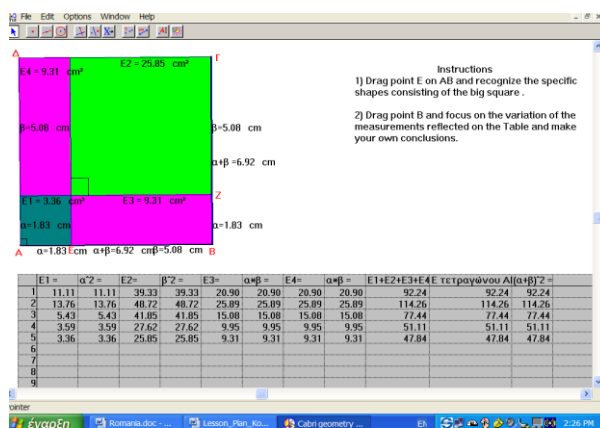 File Edit Options Window Help
Δ
Γ
E4 = 9.31 cm²
E2 = 25.85 cm²
β=5.08 cm
β=5.08 cm
α+β =6.92 cm
E1 = 3.36 cm²
E3 = 9.31 cm²
Z
α=1.83 cm
α=1.83 cm
A
E
B
α=1.83 cm α+β=6.92 cm β=5.08 cm
Instructions
1) Drag point E on AB and recognize the specific
shapes consisting of the big square .
2) Drag point B and focus on the variation of the
measurements reflected on the Table and make
your own conclusions.
E1 = α^2 = E2= β^2 = E3= α*β = E4= α*β = E1+E2+E3+E4 Ε τετραγώνου ΑΙ (α+β)^2 =
1 11.11 11.11 39.33 39.33 20.90 20.90 20.90 20.90 92.24 92.24 92.24
2 13.76 13.76 48.72 48.72 25.89 25.89 25.89 25.89 114.26 114.26 114.26
3 5.43 5.43 41.85 41.85 15.08 15.08 15.08 15.08 77.44 77.44 77.44
4 3.59 3.59 27.62 27.62 9.95 9.95 9.95 9.95 51.11 51.11 51.11
5 3.36 3.36 25.85 25.85 9.31 9.31 9.31 9.31 47.84 47.84 47.84
6
7
8
9
ointer
έναρξη Romania.doc - ... Lesson_Plan_Ko... Cabri geometry ... EN 2:26 PM